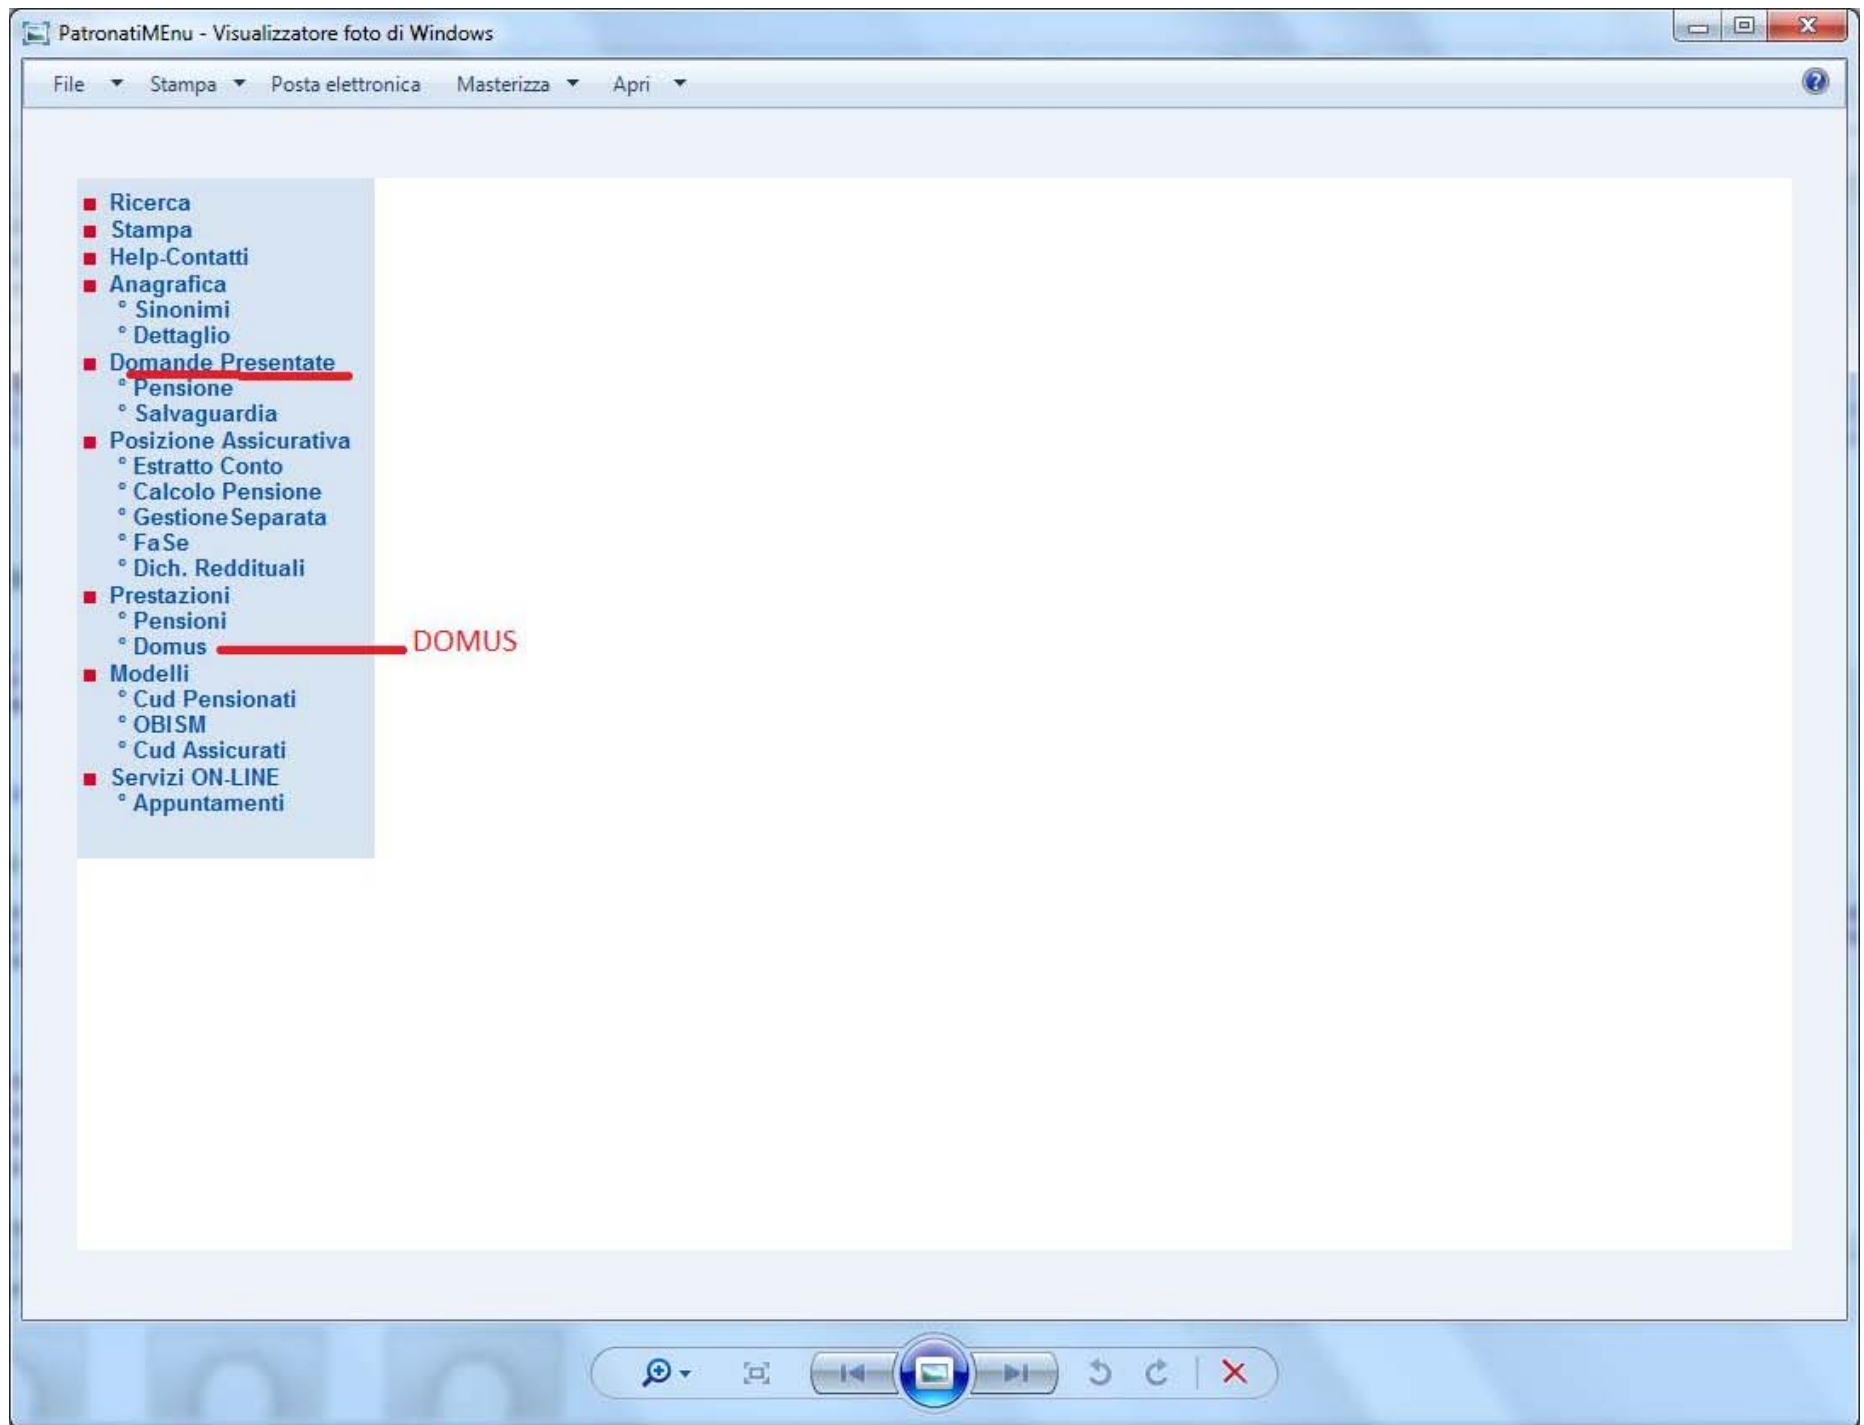 PatronatiMEnu - Visualizzatore foto di Windows
File Stampa Posta elettronica Masterizza Apri
Ricerca
Stampa
Help-Contatti
Anagrafica
° Sinonimi
° Dettaglio
Domande Presentate
° Pensione
° Salvaguardia
Posizione Assicurativa
° Estratto Conto
° Calcolo Pensione
° Gestione Separata
° FaSe
° Dich. Reddituali
Prestazioni
° Pensioni
° Domus DOMUS
Modelli
° Cud Pensionati
° OBISM
° Cud Assicurati
Servizi ON-LINE
° Appuntamenti